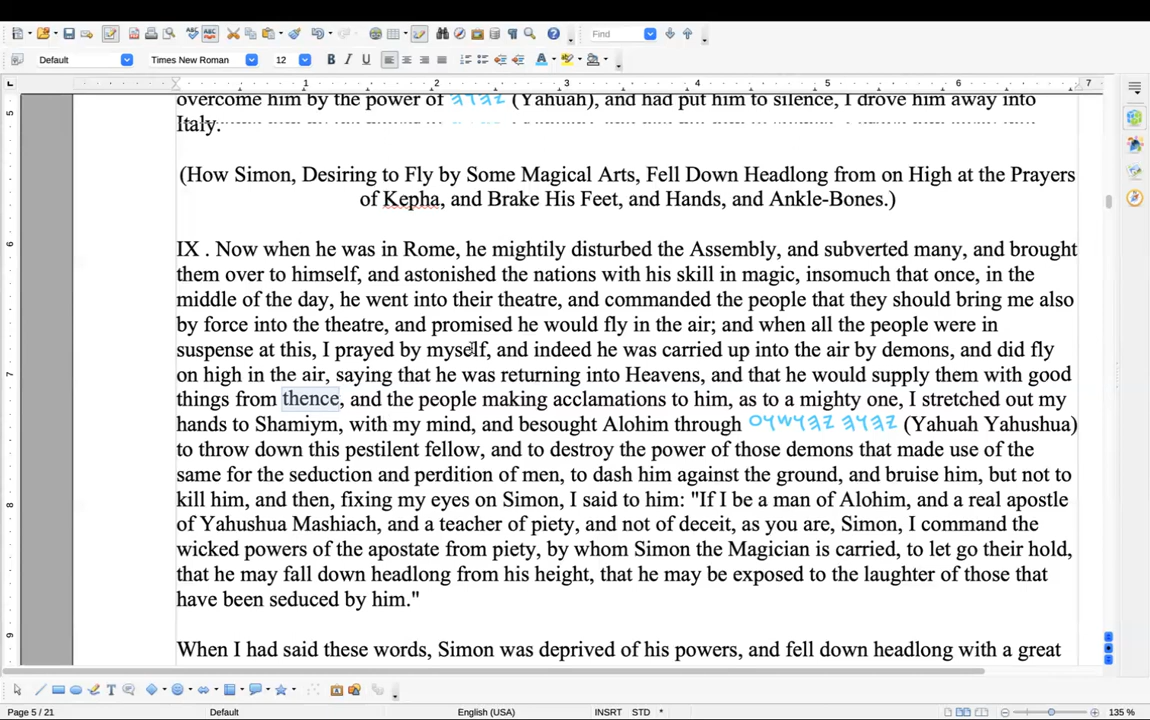 Find
Default
Times New Roman
12
1 2 3 4 5 6 7
overcome him by the power of 𐤉𐤄𐤅𐤄 (Yahuah), and had put him to silence, I drove him away into
Italy.
(How Simon, Desiring to Fly by Some Magical Arts, Fell Down Headlong from on High at the Prayers
of Kepha, and Brake His Feet, and Hands, and Ankle-Bones.)
IX . Now when he was in Rome, he mightily disturbed the Assembly, and subverted many, and brought
them over to himself, and astonished the nations with his skill in magic, insomuch that once, in the
middle of the day, he went into their theatre, and commanded the people that they should bring me also
by force into the theatre, and promised he would fly in the air; and when all the people were in
suspense at this, I prayed by myself, and indeed he was carried up into the air by demons, and did fly
on high in the air, saying that he was returning into Heavens, and that he would supply them with good
things from thence, and the people making acclamations to him, as to a mighty one, I stretched out my
hands to Shamiym, with my mind, and besought Alohim through 𐤉𐤄𐤅𐤄 𐤉𐤄𐤅𐤔𐤅𐤏 (Yahuah Yahushua)
to throw down this pestilent fellow, and to destroy the power of those demons that made use of the
same for the seduction and perdition of men, to dash him against the ground, and bruise him, but not to
kill him, and then, fixing my eyes on Simon, I said to him: "If I be a man of Alohim, and a real apostle
of Yahushua Mashiach, and a teacher of piety, and not of deceit, as you are, Simon, I command the
wicked powers of the apostate from piety, by whom Simon the Magician is carried, to let go their hold,
that he may fall down headlong from his height, that he may be exposed to the laughter of those that
have been seduced by him."
When I had said these words, Simon was deprived of his powers, and fell down headlong with a great
Page 5 / 21
Default
English (USA)
INSRT
STD
*
135 %